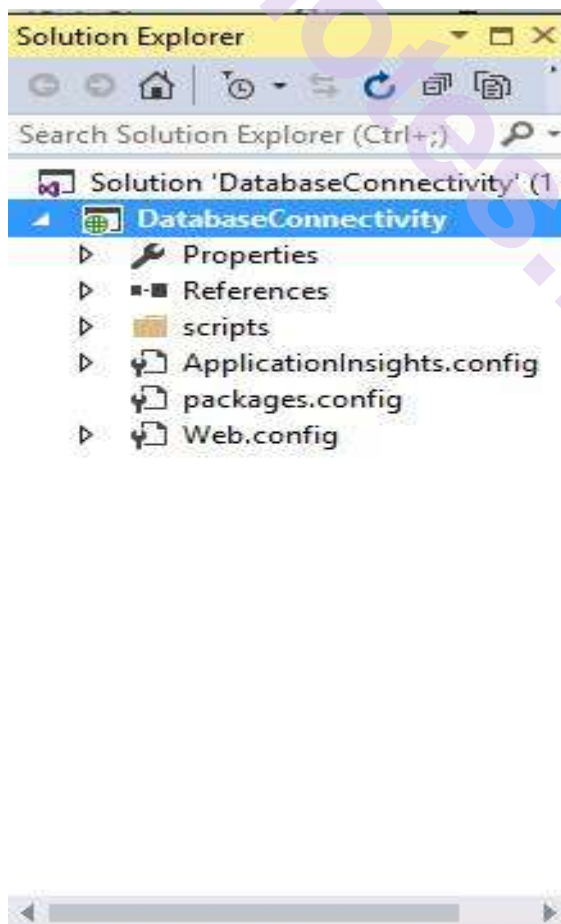 Solution Explorer
Search Solution Explorer (Ctrl+;)
Solution 'DatabaseConnectivity' (1
DatabaseConnectivity
Properties
References
scripts
ApplicationInsights.config
packages.config
Web.config